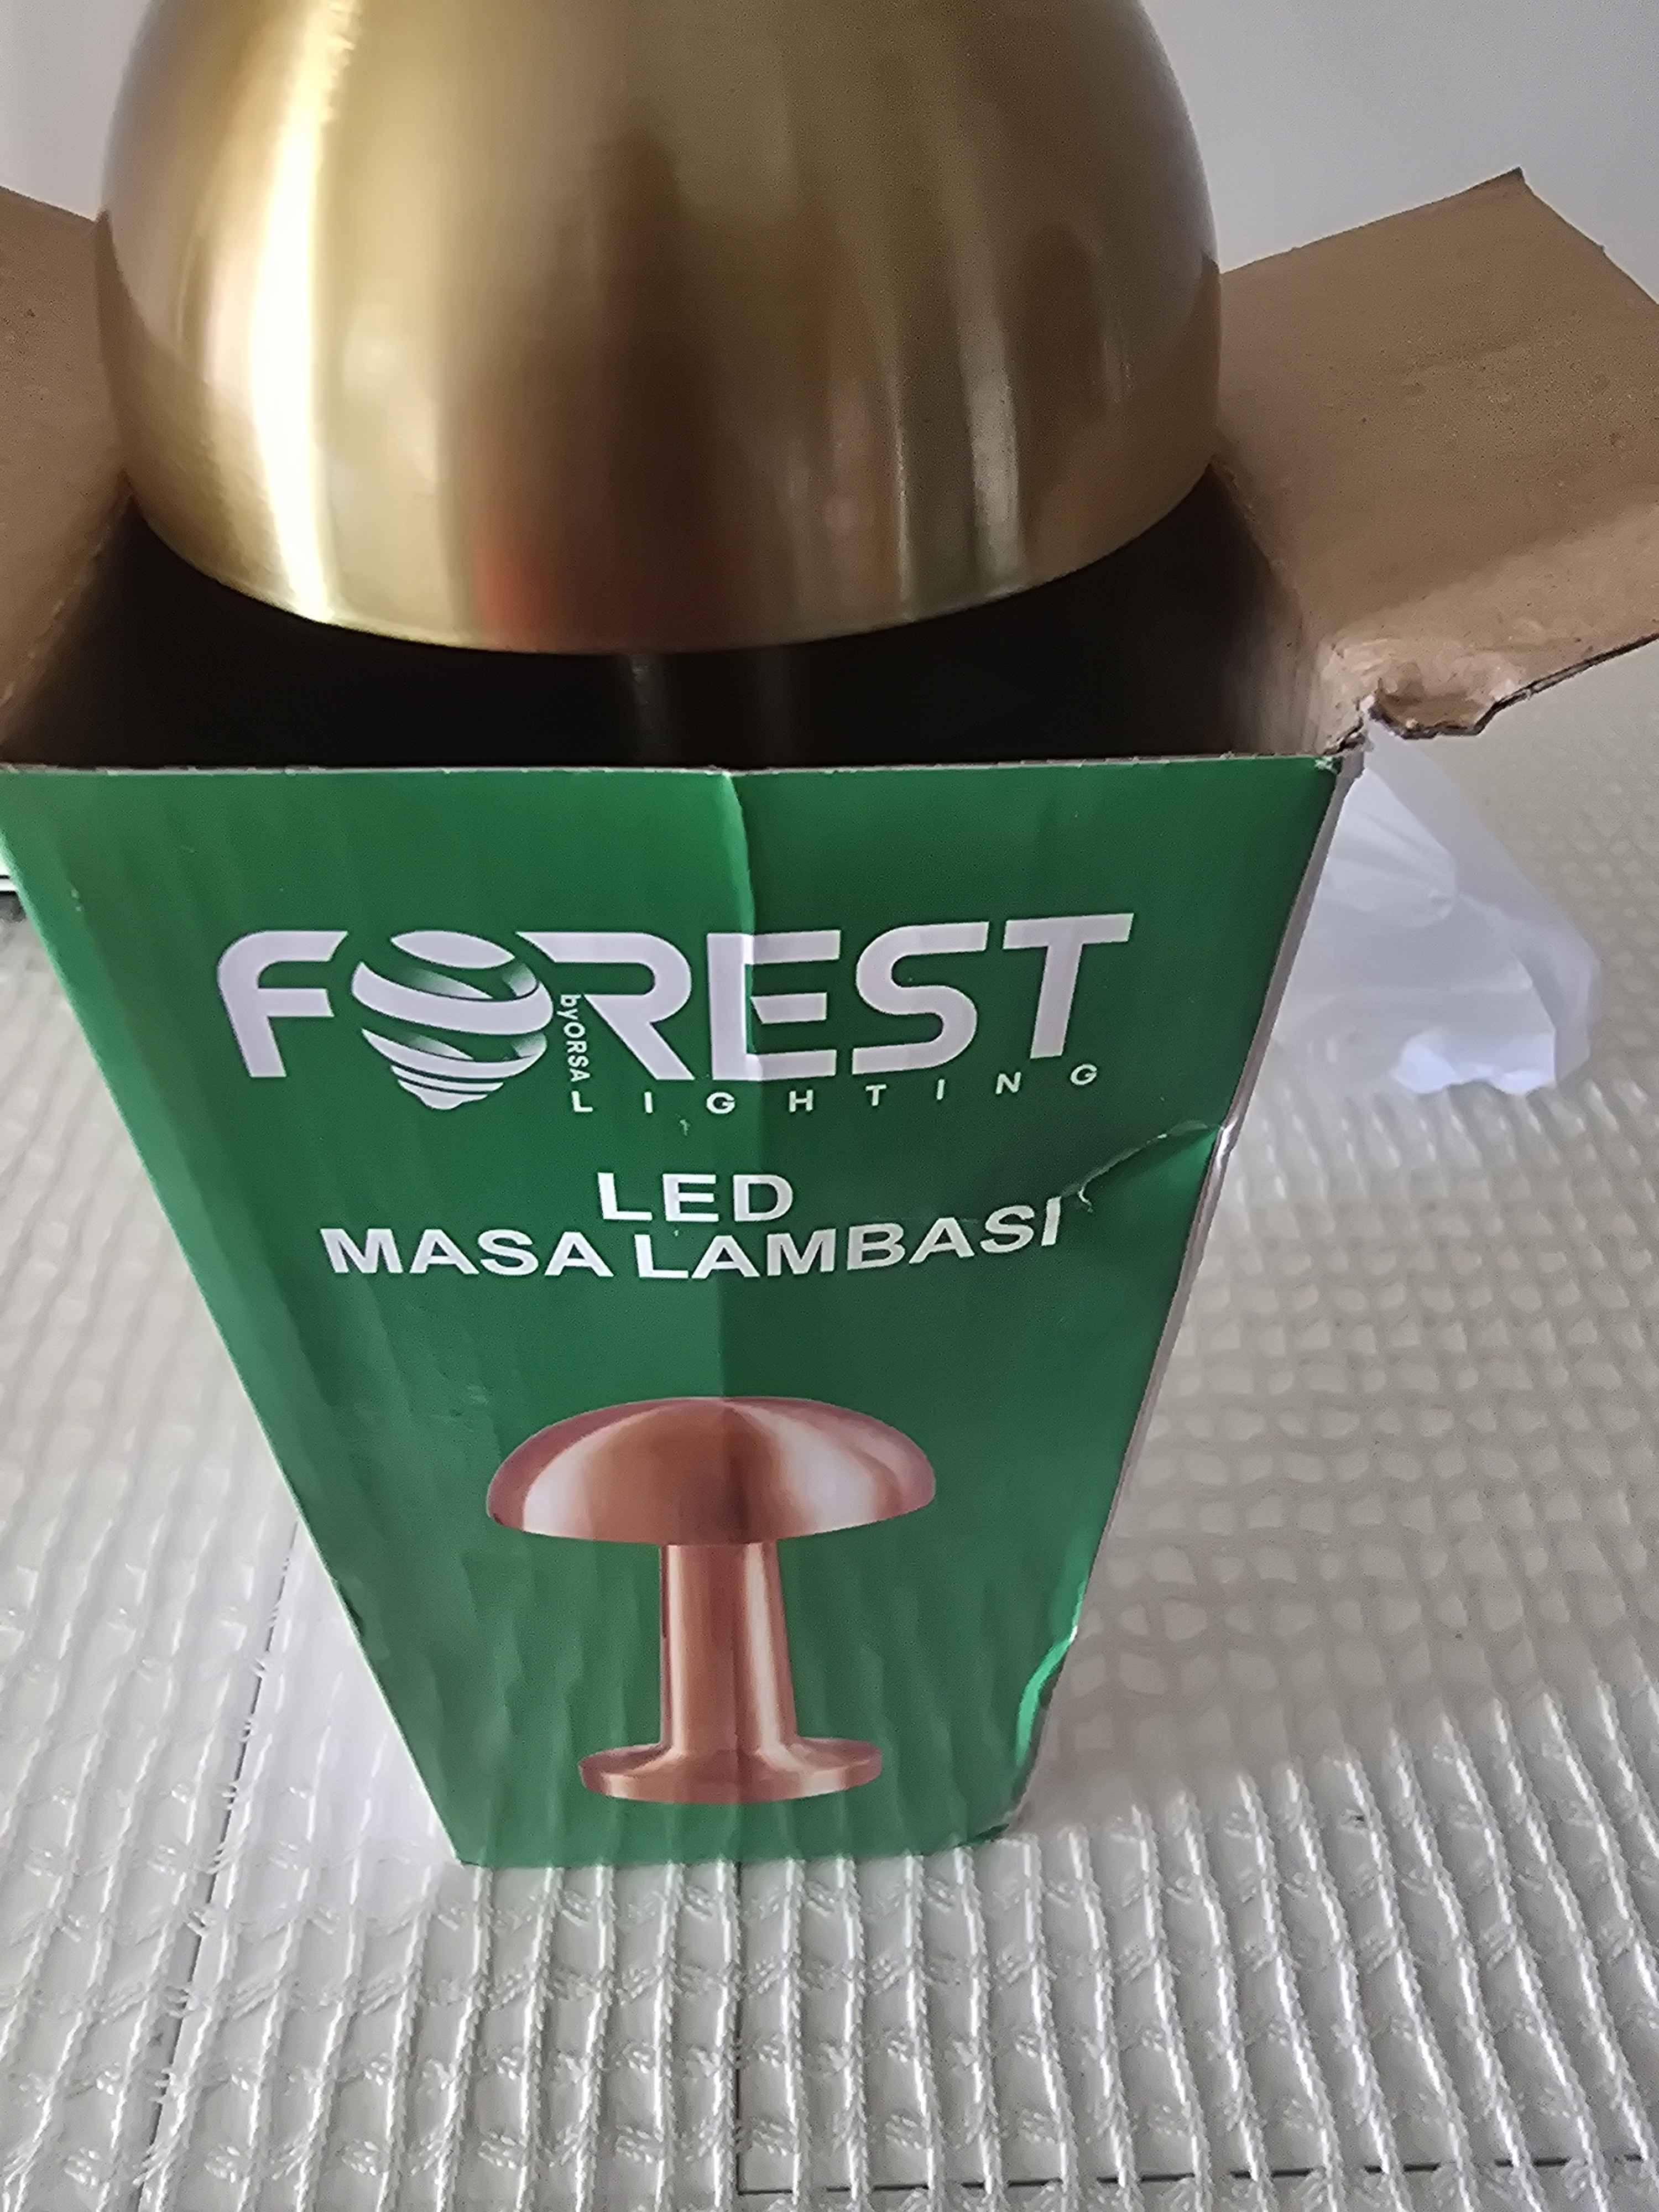 FOREST
byORSA
LIGHTING
LED
MASA LAMBASI